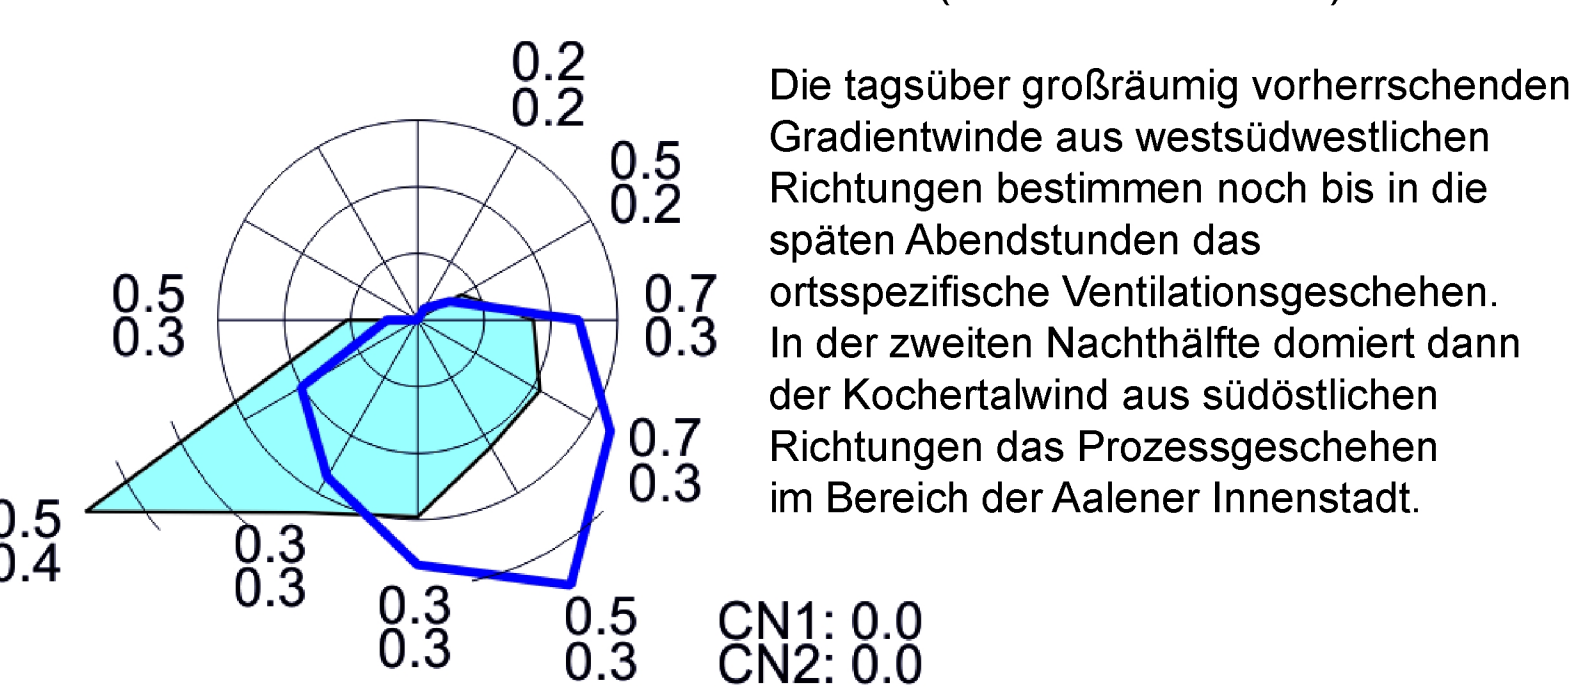 0.2
0.2
0.5
0.2
0.7
0.3
0.7
0.3
0.5
0.3
0.3
0.3
0.3
0.3
0.5
0.4
0.5
0.3
CN1: 0.0
CN2: 0.0
Die tagsüber großräumig vorherrschenden
Gradientwinde aus westsüdwestlichen
Richtungen bestimmen noch bis in die
späten Abendstunden das
ortsspezifische Ventilationsgeschehen.
In der zweiten Nachthälfte domiert dann
der Kochertalwind aus südöstlichen
Richtungen das Prozessgeschehen
im Bereich der Aalener Innenstadt.